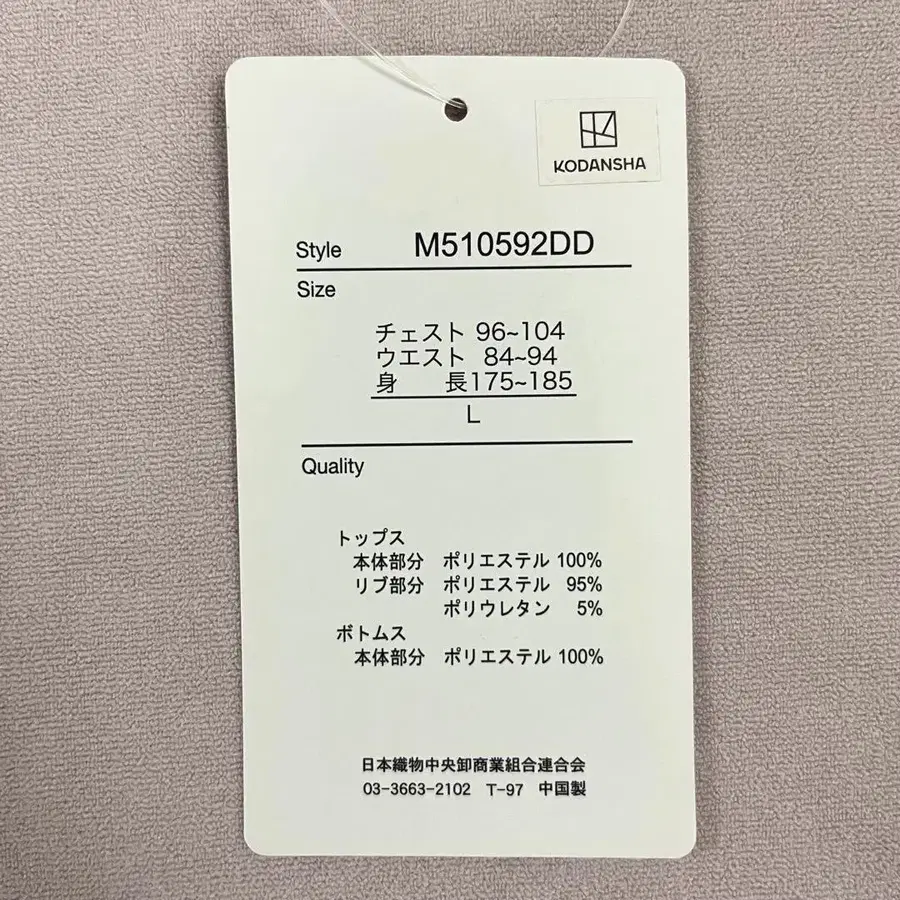 KODANSHA
Style M510592DD
Size
チェスト 96~104
ウエスト 84~94
身 長175~185
L
Quality
トップス
本体部分 ポリエステル 100%
リブ部分 ポリエステル 95%
ポリウレタン 5%
ボトムス
本体部分 ポリエステル 100%
日本織物中央卸商業組合連合会
03-3663-2102 T-97 中国製